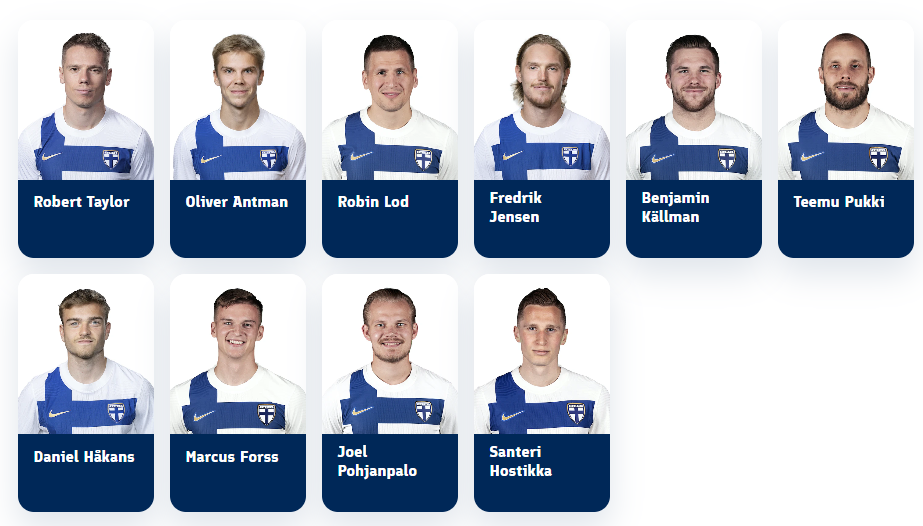 Robert Taylor
Oliver Antman
Robin Lod
Fredrik
Jensen
Benjamin
Källman
Teemu Pukki
Daniel Håkans
Marcus Forss
Joel
Pohjanpalo
Santeri
Hostikka